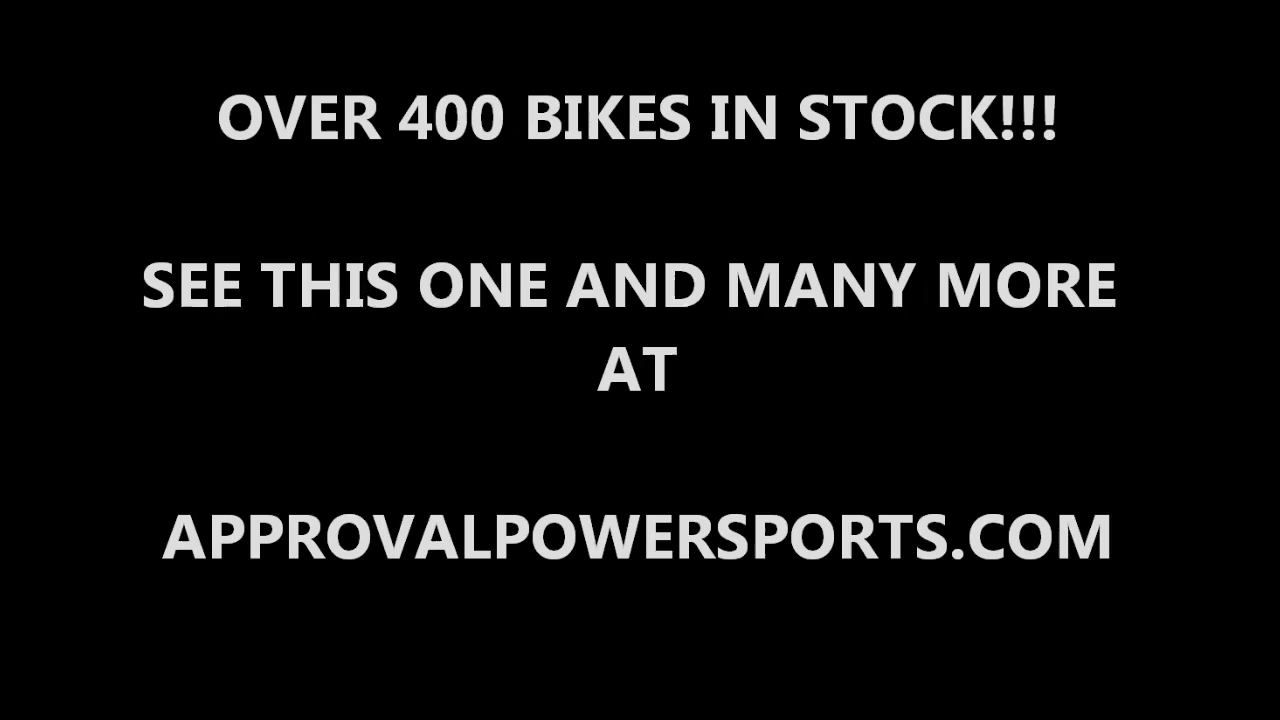 OVER 400 BIKES IN STOCK!!!
SEE THIS ONE AND MANY MORE
AT
APPROVALPOWERSPORTS.COM